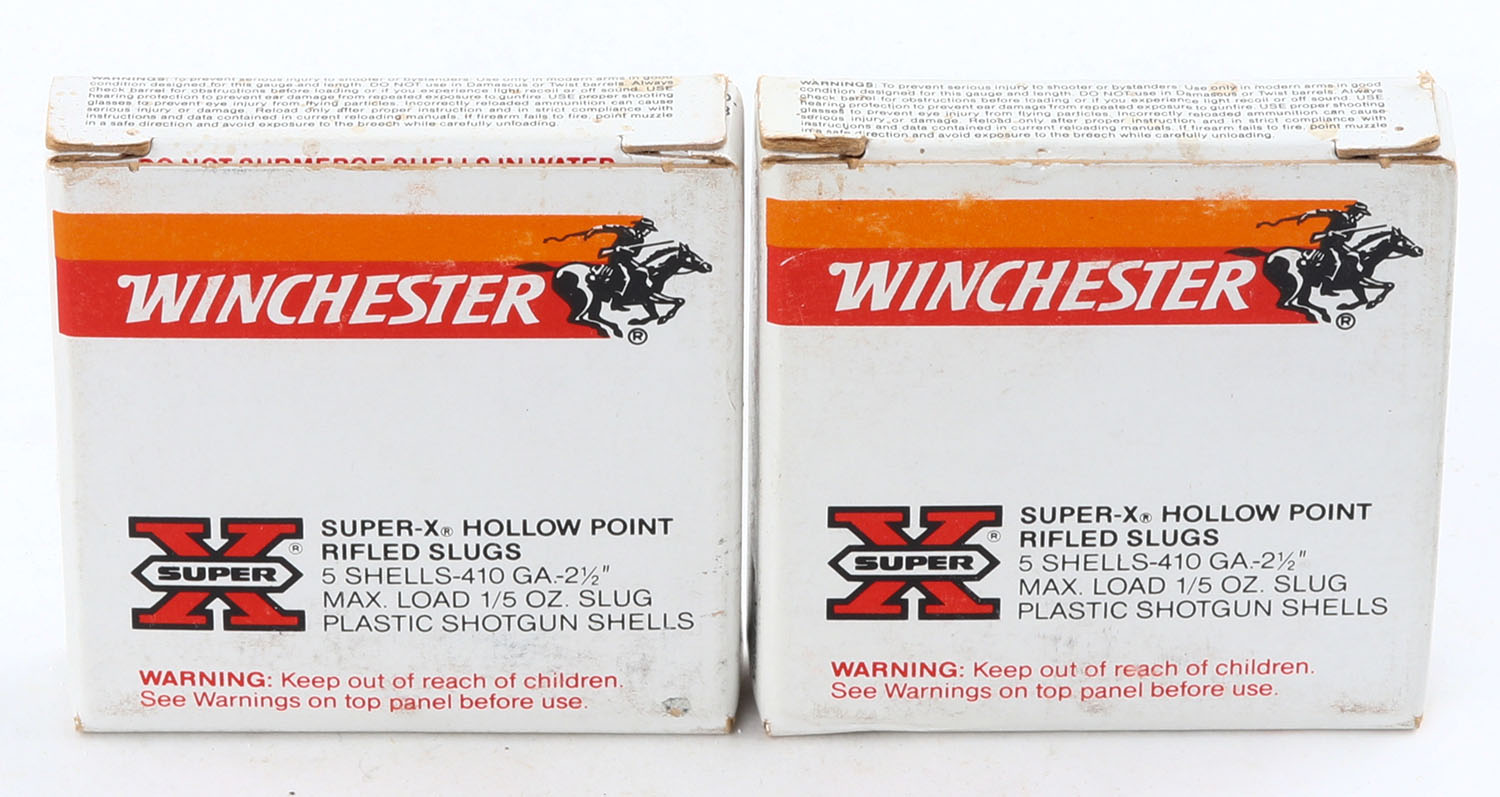 WARNINGS: To prevent serious injury to shooter or bystanders. Use only in modern arms in good
condition designed for this gauge and length. DO NOT use in Damascus or Twist barrels. Always
check barrel for obstructions before loading or if you experience light recoil or off sound. USE
hearing protection to prevent ear damage from repeated exposure to gunfire. USE proper shooting
glasses to prevent eye injury from flying particles. Incorrectly reloaded ammunition can cause
serious injury or damage. Reload only after proper instruction and in strict compliance with
instructions and data contained in current reloading manuals. If firearm fails to fire, point muzzle
in a safe direction and avoid exposure to the breech while carefully unloading.
DO NOT SUBMERGE SHELLS IN WATER
WINCHESTER
®
X
SUPER
®
SUPER-X® HOLLOW POINT
RIFLED SLUGS
5 SHELLS-410 GA.-2½"
MAX. LOAD 1/5 OZ. SLUG
PLASTIC SHOTGUN SHELLS
WARNING: Keep out of reach of children.
See Warnings on top panel before use.
WARNINGS: To prevent serious injury to shooter or bystanders. Use only in modern arms in good
condition designed for this gauge and length. DO NOT use in Damascus or Twist barrels. Always
check barrel for obstructions before loading or if you experience light recoil or off sound. USE
hearing protection to prevent ear damage from repeated exposure to gunfire. USE proper shooting
glasses to prevent eye injury from flying particles. Incorrectly reloaded ammunition can cause
serious injury or damage. Reload only after proper instruction and in strict compliance with
instructions and data contained in current reloading manuals. If firearm fails to fire, point muzzle
in a safe direction and avoid exposure to the breech while carefully unloading.
WINCHESTER
®
X
SUPER
®
SUPER-X® HOLLOW POINT
RIFLED SLUGS
5 SHELLS-410 GA.-2½"
MAX. LOAD 1/5 OZ. SLUG
PLASTIC SHOTGUN SHELLS
WARNING: Keep out of reach of children.
See Warnings on top panel before use.